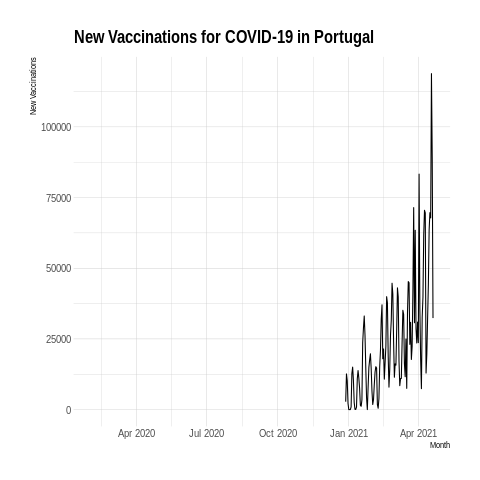 New Vaccinations for COVID-19 in Portugal
New Vaccinations
100000
75000
50000
25000
0
Apr 2020 Jul 2020 Oct 2020 Jan 2021 Apr 2021
Month